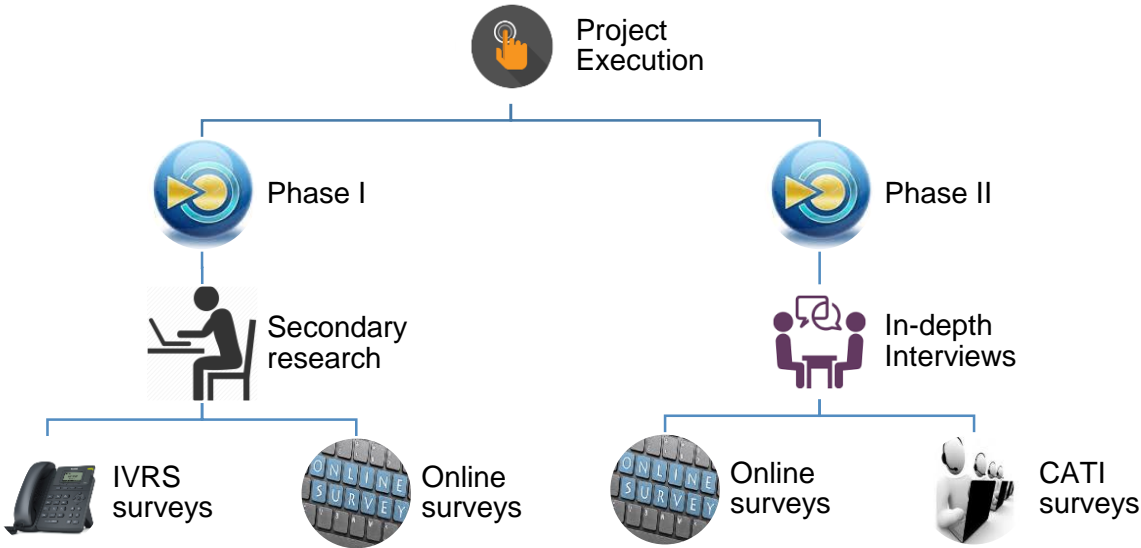 Project
Execution
Phase I
Phase II
Secondary
research
In-depth
Interviews
IVRS
surveys
ONLINE
SURVEY
Online
surveys
ONLINE
SURVEY
Online
surveys
CATI
surveys